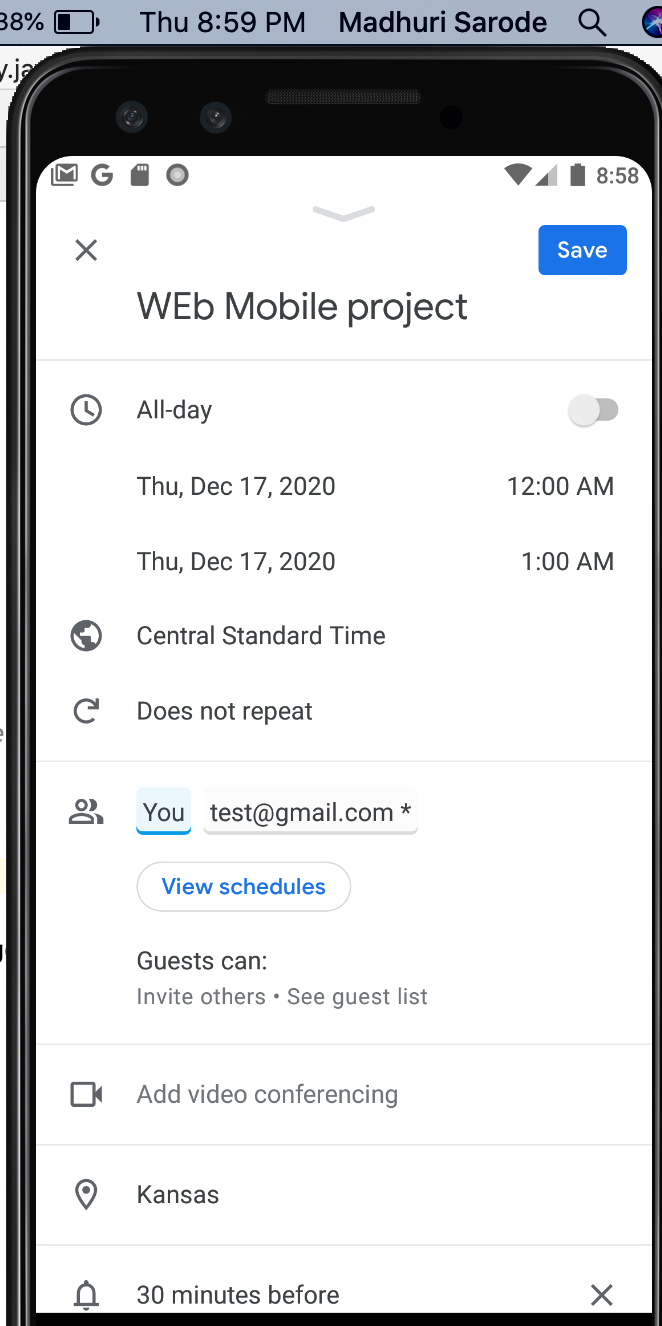 38% Thu 8:59 PM Madhuri Sarode
y.ja
8:58
Save
WEb Mobile project
All-day
Thu, Dec 17, 2020 12:00 AM
Thu, Dec 17, 2020 1:00 AM
Central Standard Time
Does not repeat
You test@gmail.com *
View schedules
Guests can:
Invite others • See guest list
Add video conferencing
Kansas
30 minutes before